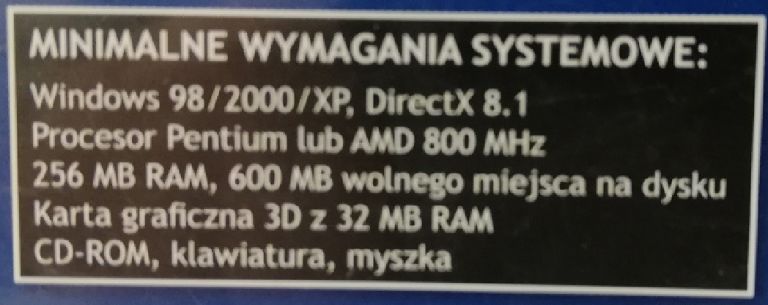 MINIMALNE WYMAGANIA SYSTEMOWE:
Windows 98/2000/XP, DirectX 8.1
Procesor Pentium lub AMD 800 MHz
256 MB RAM, 600 MB wolnego miejsca na dysku
Karta graficzna 3D z 32 MB RAM
CD-ROM, klawiatura, myszka